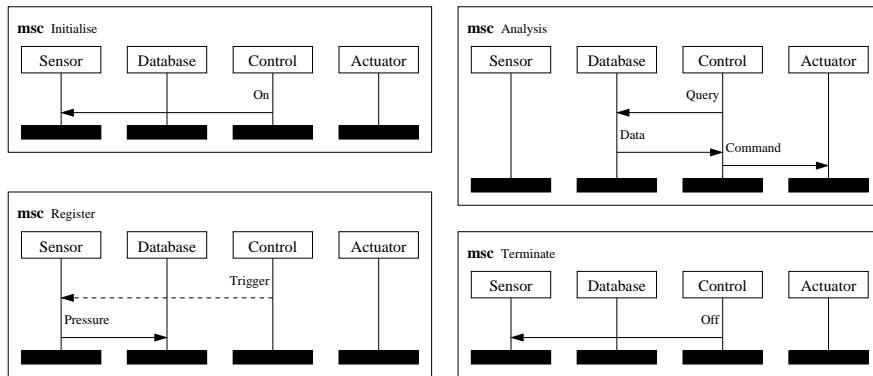 msc Initialise
Sensor Database Control Actuator
On
msc Register
Sensor Database Control Actuator
Trigger
Pressure
msc Analysis
Sensor Database Control Actuator
Query
Data
Command
msc Terminate
Sensor Database Control Actuator
Off